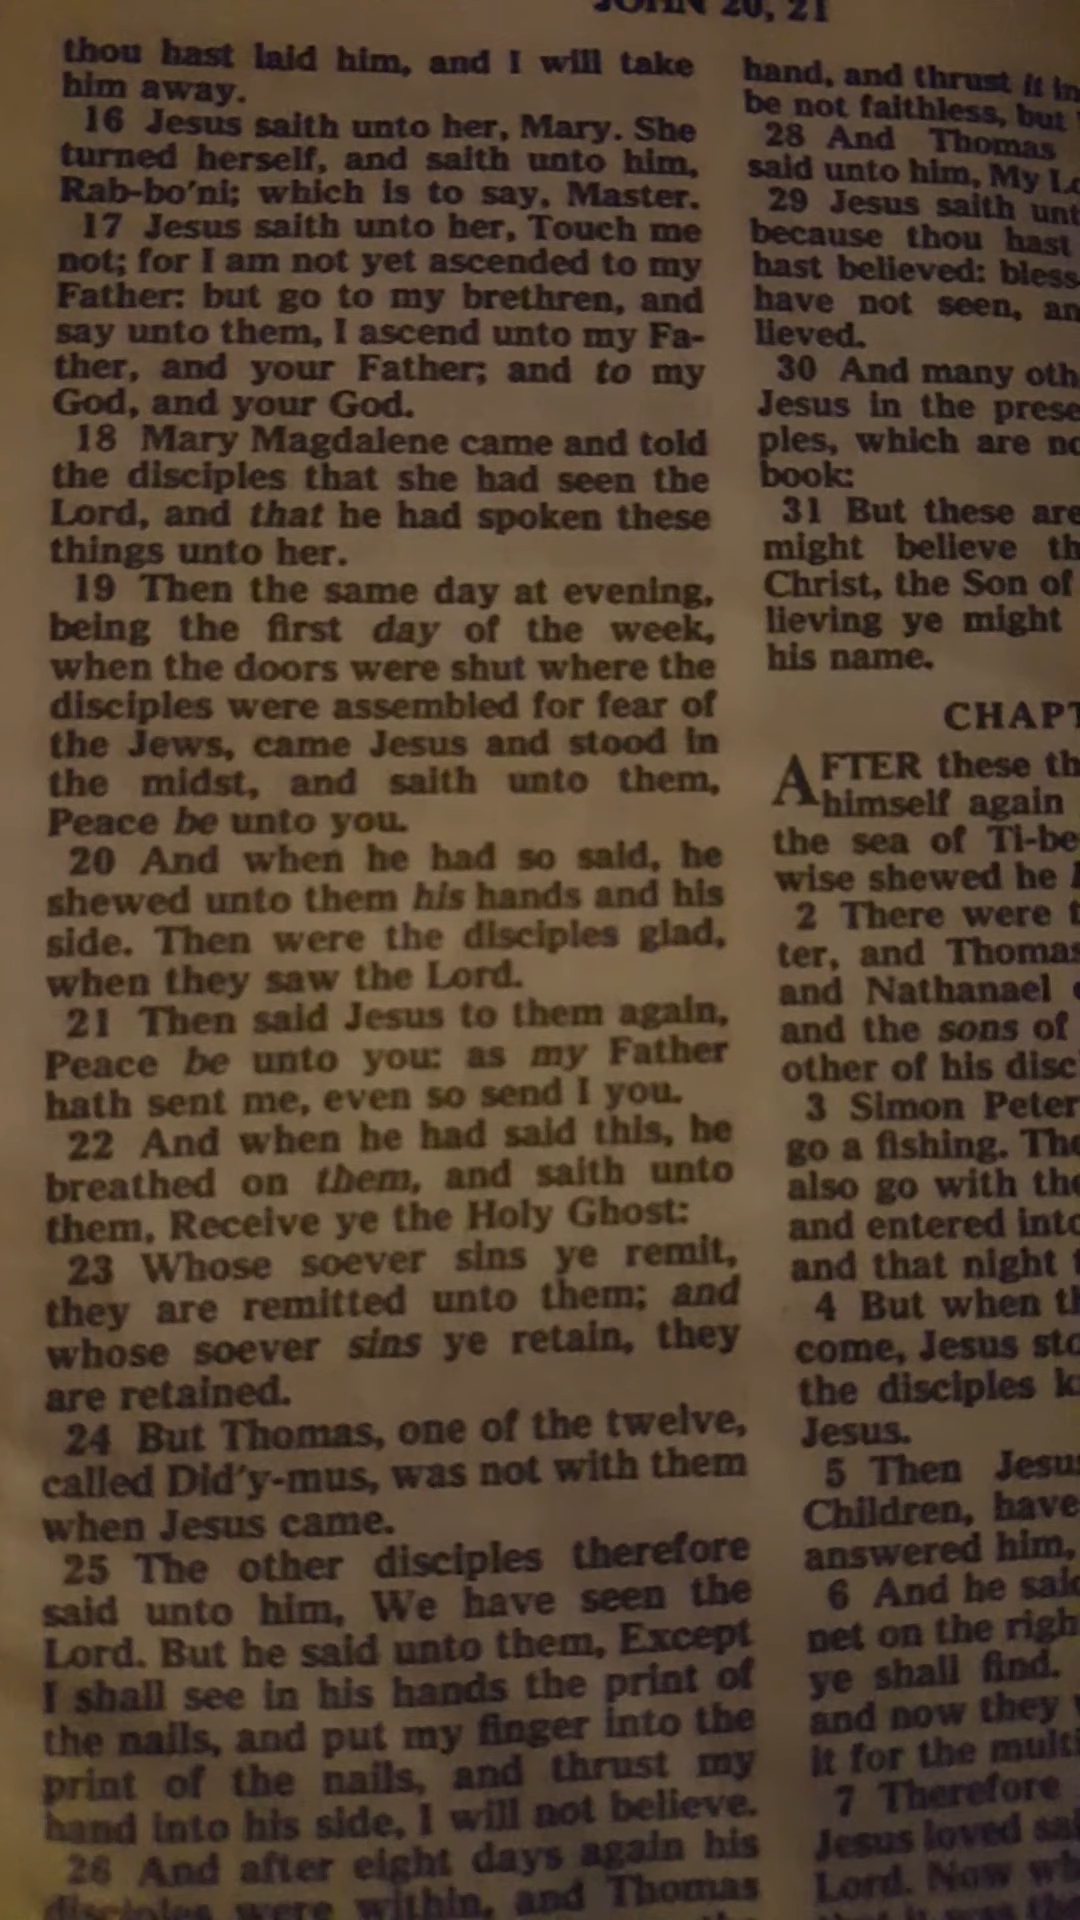 JOHN 20, 21
thou hast laid him, and I will take
him away.
16 Jesus saith unto her, Mary. She
turned herself, and saith unto him,
Rab-bo'ni; which is to say, Master.
17 Jesus saith unto her, Touch me
not; for I am not yet ascended to my
Father: but go to my brethren, and
say unto them, I ascend unto my Fa-
ther, and your Father; and to my
God, and your God.
18 Mary Magdalene came and told
the disciples that she had seen the
Lord, and that he had spoken these
things unto her.
19 Then the same day at evening,
being the first day of the week,
when the doors were shut where the
disciples were assembled for fear of
the Jews, came Jesus and stood in
the midst, and saith unto them,
Peace be unto you.
20 And when he had so said, he
shewed unto them his hands and his
side. Then were the disciples glad,
when they saw the Lord.
21 Then said Jesus to them again,
Peace be unto you: as my Father
hath sent me, even so send I you.
22 And when he had said this, he
breathed on them, and saith unto
them, Receive ye the Holy Ghost:
23 Whose soever sins ye remit,
they are remitted unto them; and
whose soever sins ye retain, they
are retained.
24 But Thomas, one of the twelve,
called Did'y-mus, was not with them
when Jesus came.
25 The other disciples therefore
said unto him, We have seen the
Lord. But he said unto them, Except
I shall see in his hands the print of
the nails, and put my finger into the
print of the nails, and thrust my
hand into his side, I will not believe.
26 And after eight days again his
disciples were within, and Thomas
hand, and thrust it in
be not faithless, but
28 And Thomas
said unto him, My
29 Jesus saith
because thou hast
hast believed:
have not seen,
lieved.
30 And many
Jesus in the
ples, which are
book:
31 But these are
might believe
Christ, the Son of
lieving ye might
his name.
AFTER these
himself again
the sea of Ti-be
wise shewed he
2 There were
ter, and Thomas
and Nathanael
and the sons of
other of his
3 Simon Peter
go a fishing.
also go with
and entered
and that night
4 But when
come, Jesus
the disciples
Jesus.
5 Then
Children, have
answered him,
6 And he
net on the
ye shall find.
and now they
it for the
7 Therefore
Jesus loved
Lord. Now